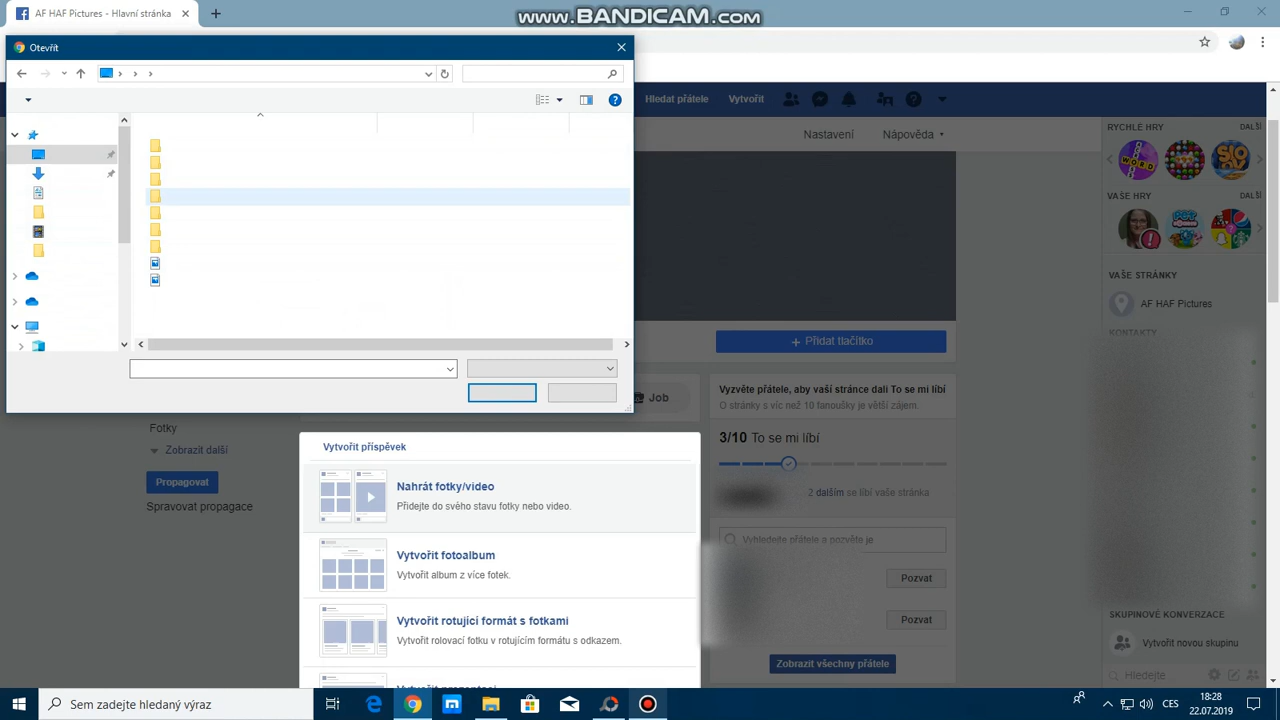 AF HAF Pictures - Hlavní stránka
www.BANDICAM.com
Otevřít
Hledat přátele
Vytvořit
Nastavení
Nápověda
RYCHLÉ HRY
DALŠÍ
VAŠE HRY
DALŠÍ
VAŠE STRÁNKY
AF HAF Pictures
KONTAKTY
Přidat tlačítko
Job
Vyzvěte přátele, aby vaší stránce dali To se mi líbí
O stránky s víc než 10 fanoušky je větší zájem.
3/10 To se mi líbí
2 dalším se líbí vaše stránka
Vyhledejte přátele a pozvěte je
Pozvat
Pozvat
Zobrazit všechny přátele
Fotky
Zobrazit další
Propagovat
Spravovat propagace
Vytvořit příspěvek
Nahrát fotky/video
Přidejte do svého stavu fotky nebo video.
Vytvořit fotoalbum
Vytvořit album z více fotek.
Vytvořit rotující formát s fotkami
Vytvořit rolovací fotku v rotujícím formátu s odkazem.
Vytvořit prezentaci
SKUPINOVÉ KONVERZACE
Vytvořit novou skupinu
Hledejte
Sem zadejte hledaný výraz
CES
18:28
22.07.2019